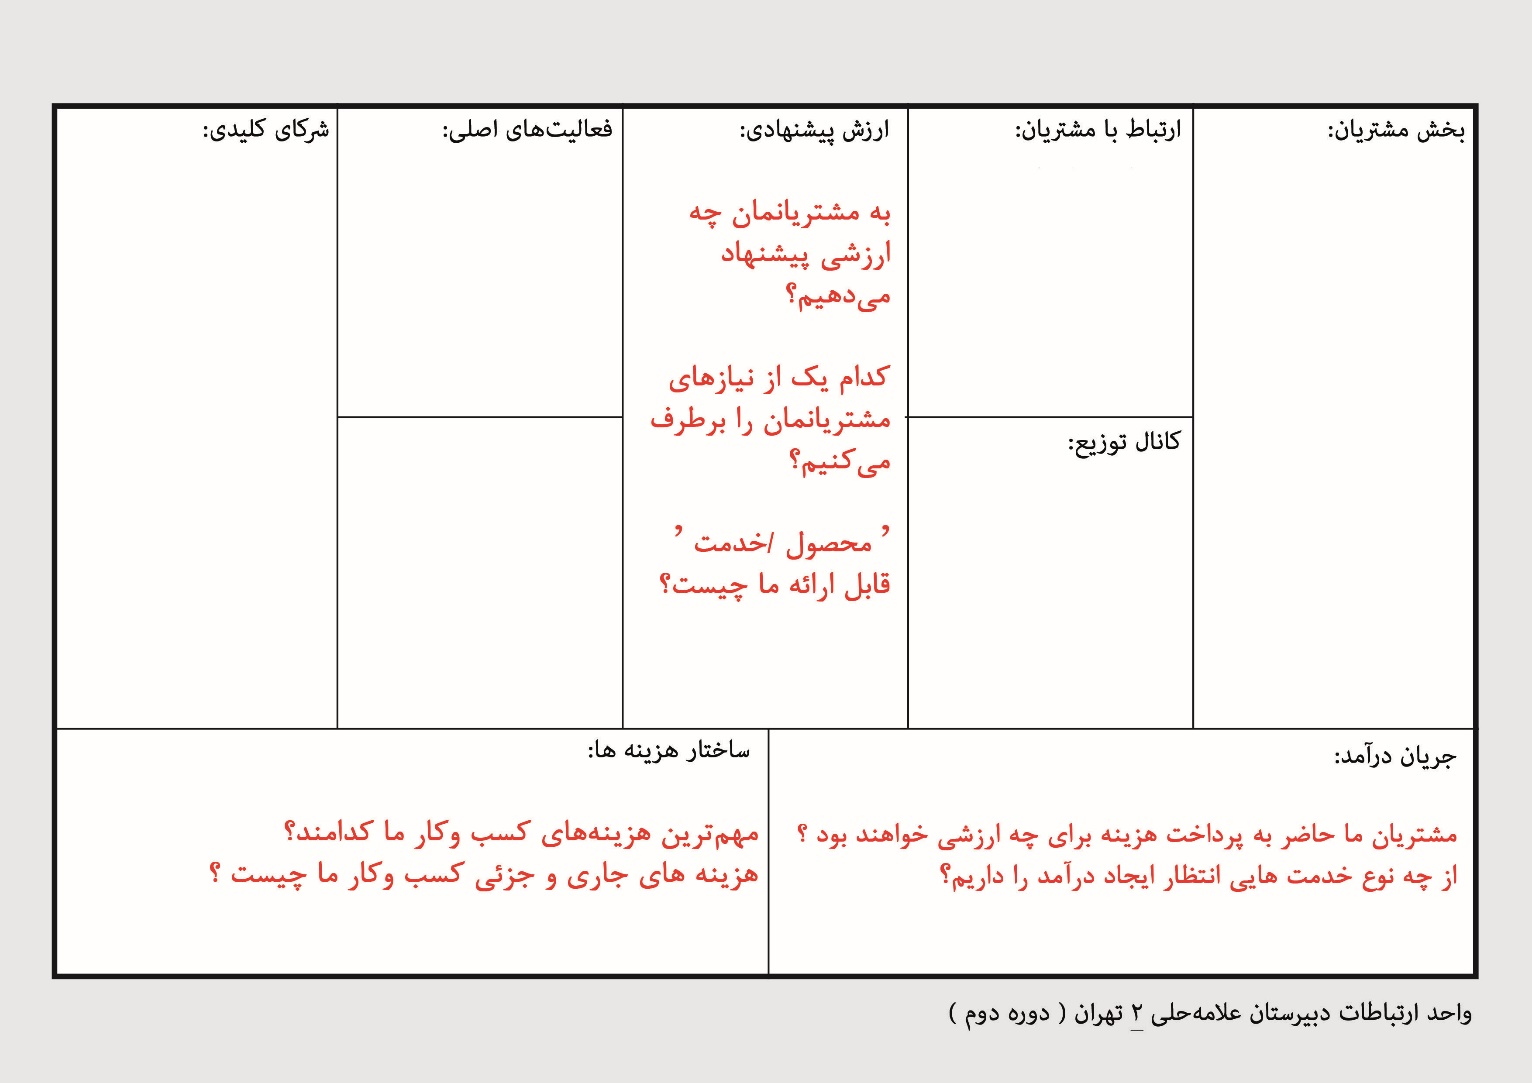 بخش مشتریان:
ارتباط با مشتریان:
کانال توزیع:
ارزش پیشنهادی:
به مشتریانمان چه
ارزشی پیشنهاد
می‌دهیم؟
کدام یک از نیازهای
مشتریانمان را برطرف
می‌کنیم؟
’ محصول /خدمت ’
قابل ارائه ما چیست؟
فعالیت‌های اصلی:
شرکای کلیدی:
جریان درآمد:
مشتریان ما حاضر به پرداخت هزینه برای چه ارزشی خواهند بود ؟
از چه نوع خدمت هایی انتظار ایجاد درآمد را داریم؟
ساختار هزینه ها:
مهم‌ترین هزینه‌های کسب وکار ما کدامند؟
هزینه های جاری و جزئی کسب وکار ما چیست ؟
واحد ارتباطات دبیرستان علامه‌حلی ۲ تهران ( دوره دوم )